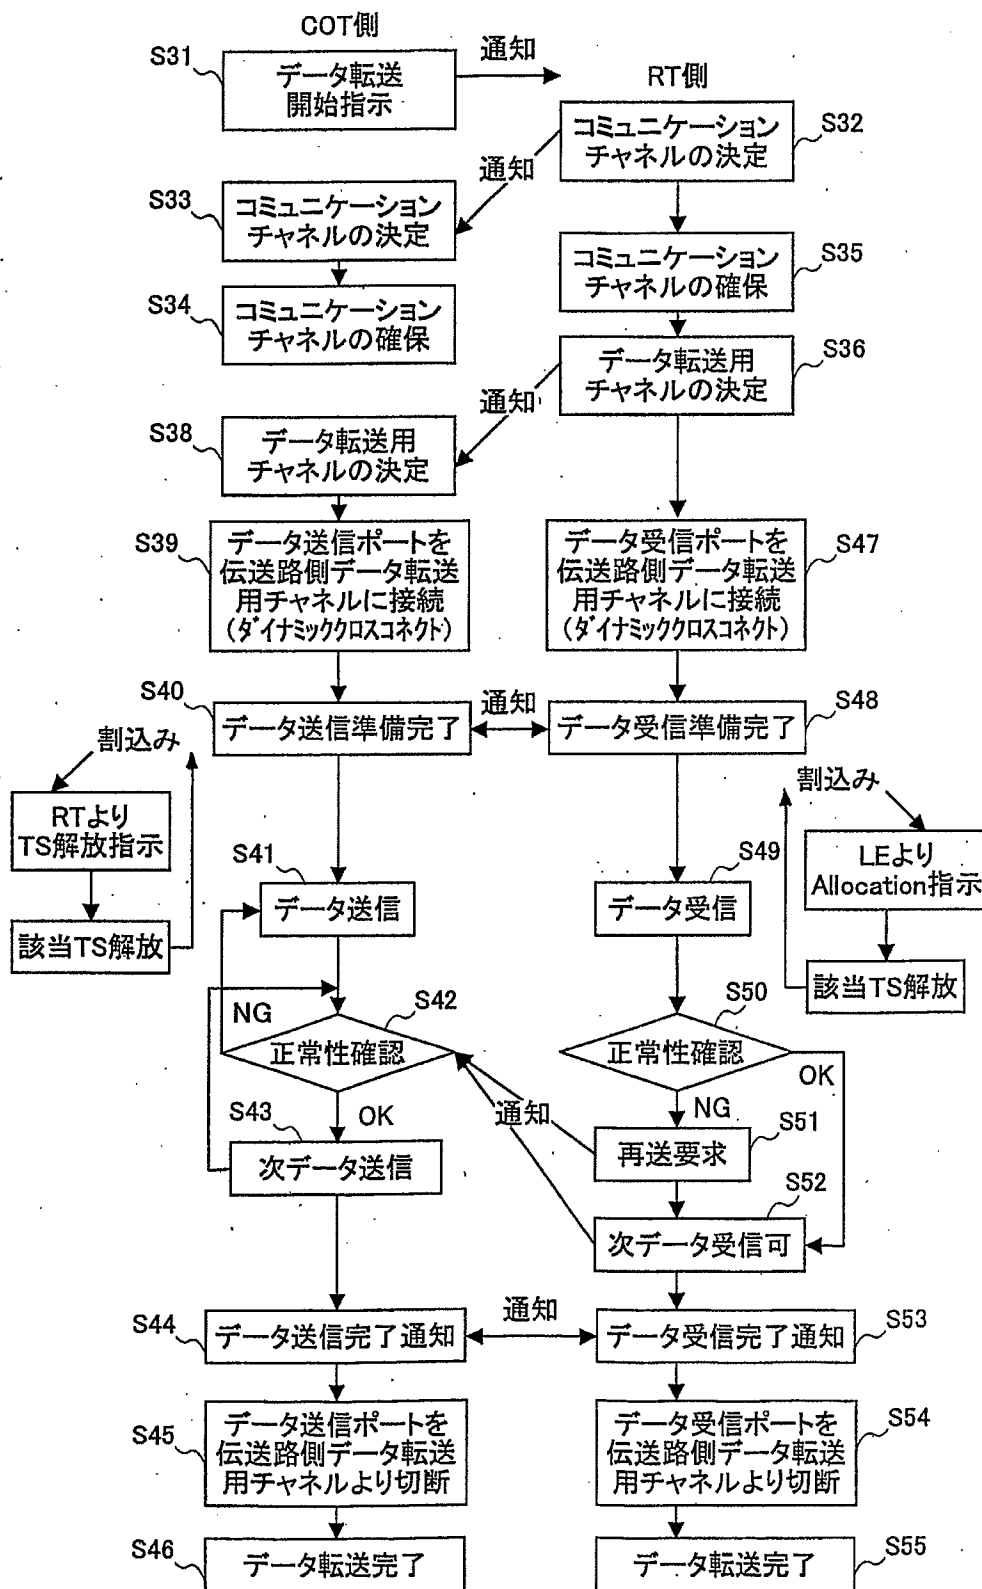 COT側
S31
データ転送
開始指示
通知
RT側
S32
コミュニケーション
チャネルの決定
通知
S33
コミュニケーション
チャネルの決定
S35
コミュニケーション
チャネルの確保
S34
コミュニケーション
チャネルの確保
S36
データ転送用
チャネルの決定
通知
S38
データ転送用
チャネルの決定
S39
データ送信ポートを
伝送路側データ転送
用チャネルに接続
(ダイナミッククロスコネクト)
S47
データ受信ポートを
伝送路側データ転送
用チャネルに接続
(ダイナミッククロスコネクト)
S40
データ送信準備完了
通知
S48
データ受信準備完了
割込み
RTより
TS解放指示
該当TS解放
割込み
LEより
Allocation指示
該当TS解放
S41
データ送信
S49
データ受信
NG
S42
正常性確認
OK
S50
正常性確認
OK
NG
通知
S43
次データ送信
S51
再送要求
S52
次データ受信可
S44
データ送信完了通知
通知
S53
データ受信完了通知
S45
データ送信ポートを
伝送路側データ転送
用チャネルより切断
S54
データ受信ポートを
伝送路側データ転送
用チャネルより切断
S46
データ転送完了
S55
データ転送完了